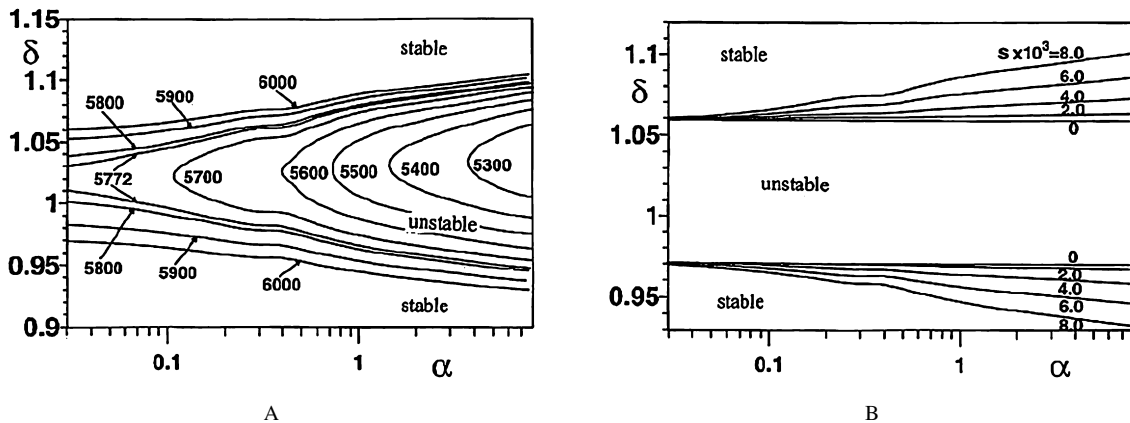 1.15
δ
1.1
1.05
1
0.95
0.9
stable
6000
5900
5800
5772
5700
5600
5500
5400
5300
unstable
5800
5900
6000
stable
0.1
1
α
A
stable
s x10³=8.0
6.0
4.0
2.0
0
δ
1.1
1.05
unstable
1
0
2.0
4.0
6.0
8.0
0.95
stable
0.1
1
α
B